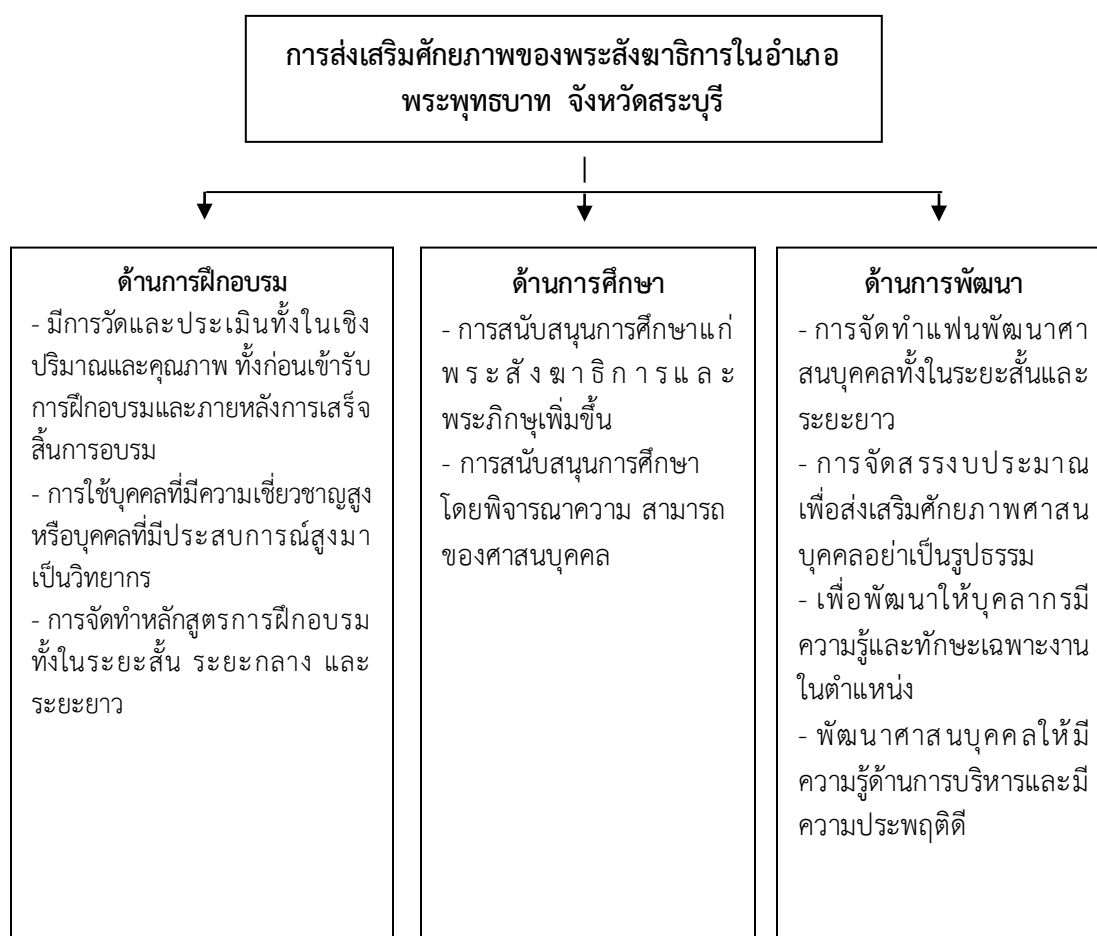 การส่งเสริมศักยภาพของพระสังฆาธิการในอำเภอ
พระพุทธบาท จังหวัดสระบุรี
ด้านการฝึกอบรม
- มีการวัดและประเมินทั้งในเชิง
ปริมาณและคุณภาพ ทั้งก่อนเข้ารับ
การฝึกอบรมและภายหลังการเสร็จ
สิ้นการอบรม
- การใช้บุคคลที่มีความเชี่ยวชาญสูง
หรือบุคคลที่มีประสบการณ์สูงมา
เป็นวิทยากร
- การจัดทำหลักสูตรการฝึกอบรม
ทั้งในระยะสั้น ระยะกลาง และ
ระยะยาว
ด้านการศึกษา
- การสนับสนุนการศึกษาแก่
พระสังฆาธิการและ
พระภิกษุเพิ่มขึ้น
- การสนับสนุนการศึกษา
โดยพิจารณาความ สามารถ
ของศาสนบุคคล
ด้านการพัฒนา
- การจัดทำแฟนพัฒนาศา
สนบุคคลทั้งในระยะสั้นและ
ระยะยาว
- การจัดสรรงบประมาณ
เพื่อส่งเสริมศักยภาพศาสน
บุคคลอย่าเป็นรูปธรรม
- เพื่อพัฒนาให้บุคลากรมี
ความรู้และทักษะเฉพาะงาน
ในตำแหน่ง
- พัฒนาศาสนบุคคลให้มี
ความรู้ด้านการบริหารและมี
ความประพฤติดี